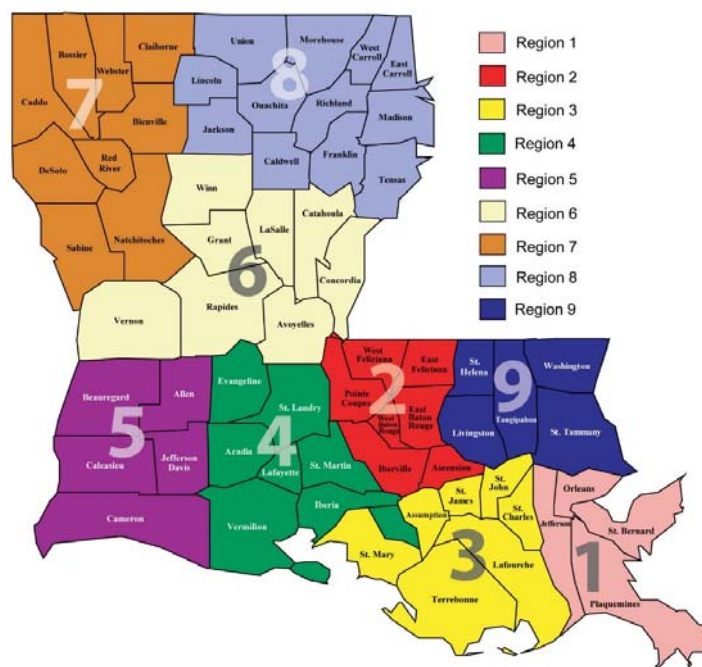 Claiborne
Union
Morehouse
West
Carroll
East
Carroll
Bossier
Webster
7
8
Lincoln
Caddo
Ouachita
Richland
Madison
Bienville
Jackson
Caldwell
Franklin
Tensas
DeSoto
Red
River
Winn
Catahoula
LaSalle
Natchitoches
Grant
Sabine
6
Concordia
Rapides
Vernon
Avoyelles
Region 1
Region 2
Region 3
Region 4
Region 5
Region 6
Region 7
Region 8
Region 9
West
Feliciana
East
Feliciana
St.
Helena
Washington
Evangeline
Beauregard
Allen
Pointe
Coupee
2
9
Tangipahoa
St. Landry
5
4
West Baton
Rouge
East
Baton
Rouge
Livingston
St. Tammany
Acadia
Calcasieu
Jefferson
Davis
Lafayette
St. Martin
Iberville
Ascension
Iberia
St.
James
St.
John
Orleans
Cameron
Vermilion
Assumption
St.
Charles
Jefferson
St. Bernard
St. Mary
3
Lafourche
1
Terrebonne
Plaquemines